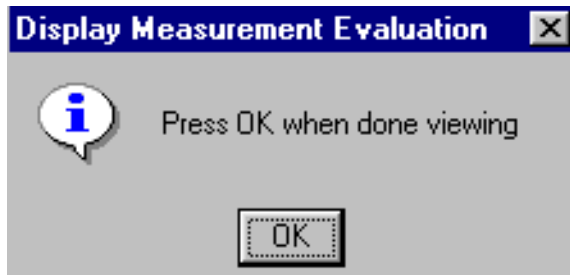 Display Measurement Evaluation
Press OK when done viewing
OK